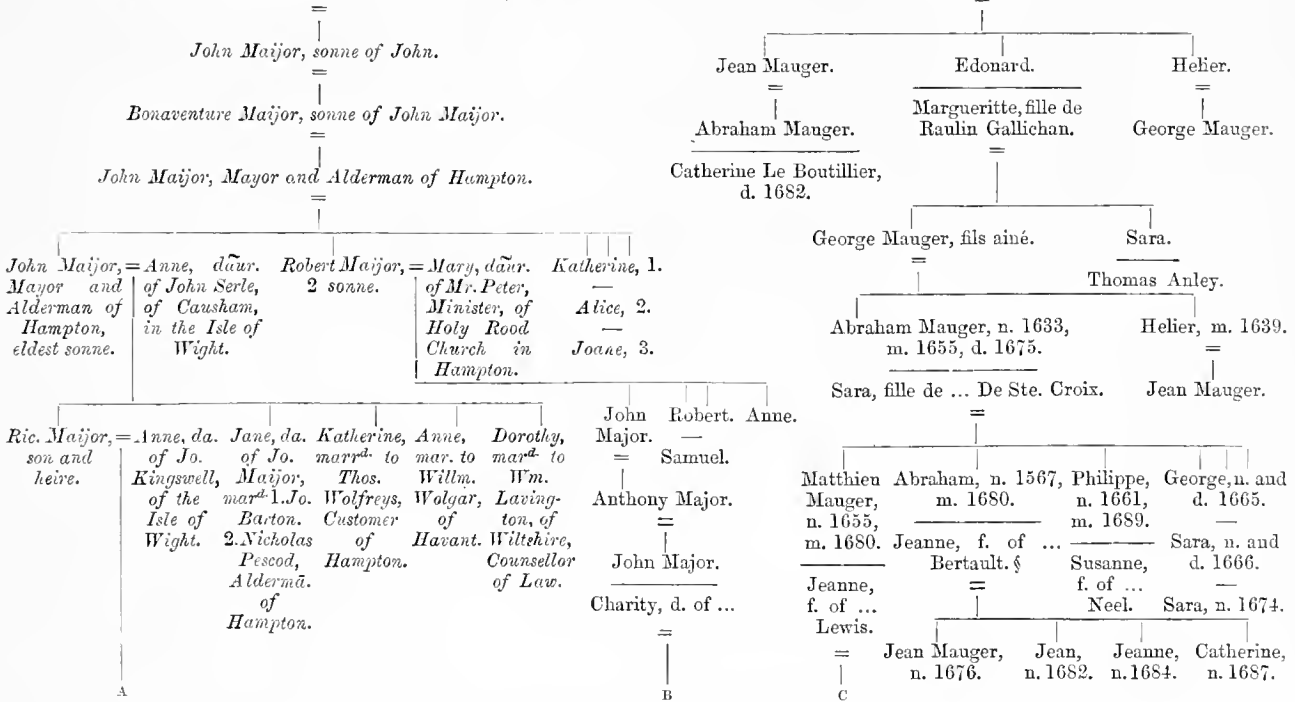 John Maijor, sonne of John.
=
Bonaventure Maijor, sonne of John Maijor.
=
John Maijor, Mayor and Alderman of Hampton.
=
John Maijor,
Mayor and
Alderman of
Hampton,
eldest sonne.
= Anne, dãur.
of John Serle,
of Causham,
in the Isle of
Wight.
Robert Maijor,
2 sonne.
= Mary, dãur.
of Mr. Peter,
Minister, of
Holy Rood
Church in
Hampton.
Katherine, 1.
—
Alice, 2.
—
Joane, 3.
Ric. Maijor,
son and
heire.
= Anne, da.
of Jo.
Kingswell,
of the
Isle of
Wight.
Jane, da.
of Jo.
Maijor,
mard. 1. Jo.
Barton.
2. Nicholas
Pescod,
Aldermā.
of
Hampton.
Katherine,
marrd. to
Thos.
Wolfreys,
Customer
of
Hampton.
Anne,
mar. to
Willm.
Wolgar,
of
Havant.
Dorothy,
mard. to
Wm.
Laving-
ton, of
Wiltshire,
Counsellor
of Law.
John
Major.
=
Anthony Major.
=
John Major.
Charity, d. of ...
=
Robert.
—
Samuel.
Anne.
A
B
=
Jean Mauger.
=
Abraham Mauger.
Catherine Le Boutillier,
d. 1682.
Edonard.
Margueritte, fille de
Raulin Gallichan.
=
Helier.
=
George Mauger.
George Mauger, fils ainé.
=
Sara.
Thomas Anley.
Abraham Mauger, n. 1633,
m. 1655, d. 1675.
Sara, fille de ... De Ste. Croix.
=
Helier, m. 1639.
=
Jean Mauger.
Matthieu
Mauger,
n. 1655,
m. 1680.
Jeanne,
f. of ...
Lewis.
=
C
Abraham, n. 1567,
m. 1680.
Jeanne, f. of ...
Bertault. §
=
Philippe,
n. 1661,
m. 1689.
Susanne,
f. of ...
Neel.
George, n. and
d. 1665.
—
Sara, n. and
d. 1666.
—
Sara, n. 1674.
Jean Mauger,
n. 1676.
Jean,
n. 1682.
Jeanne,
n. 1684.
Catherine,
n. 1687.